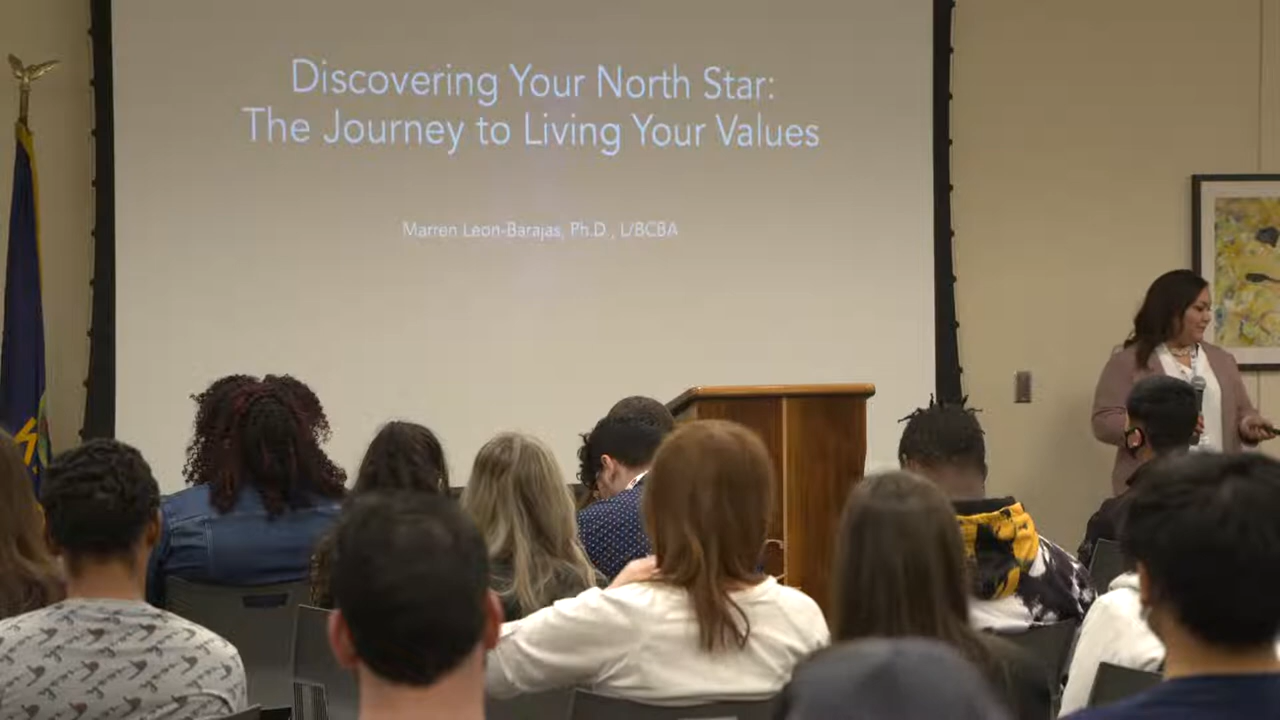 Discovering Your North Star:
The Journey to Living Your Values
Marren Leon-Barajas, Ph.D., L/BCBA